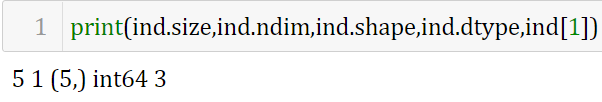 1 print(ind.size,ind.ndim,ind.shape,ind.dtype,ind[1])
5 1 (5,) int64 3